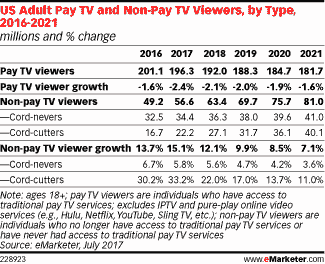 US Adult Pay TV and Non-Pay TV Viewers, by Type,
2016-2021
millions and % change
2016 2017 2018 2019 2020 2021
Pay TV viewers 201.1 196.3 192.0 188.3 184.7 181.7
Pay TV viewer growth -1.6% -2.4% -2.1% -2.0% -1.9% -1.6%
Non-pay TV viewers 49.2 56.6 63.4 69.7 75.7 81.0
—Cord-nevers 32.5 34.4 36.3 38.0 39.6 41.0
—Cord-cutters 16.7 22.2 27.1 31.7 36.1 40.1
Non-pay TV viewer growth 13.7% 15.1% 12.1% 9.9% 8.5% 7.1%
—Cord-nevers 6.7% 5.8% 5.6% 4.7% 4.2% 3.6%
—Cord-cutters 30.2% 33.2% 22.0% 17.0% 13.7% 11.0%
Note: ages 18+; pay TV viewers are individuals who have access to
traditional pay TV services; excludes IPTV and pure-play online video
services (e.g., Hulu, Netflix, YouTube, Sling TV, etc.); non-pay TV viewers are
individuals who no longer have access to traditional pay TV services or
have never had access to traditional pay TV services
Source: eMarketer, July 2017
228923 www.eMarketer.com